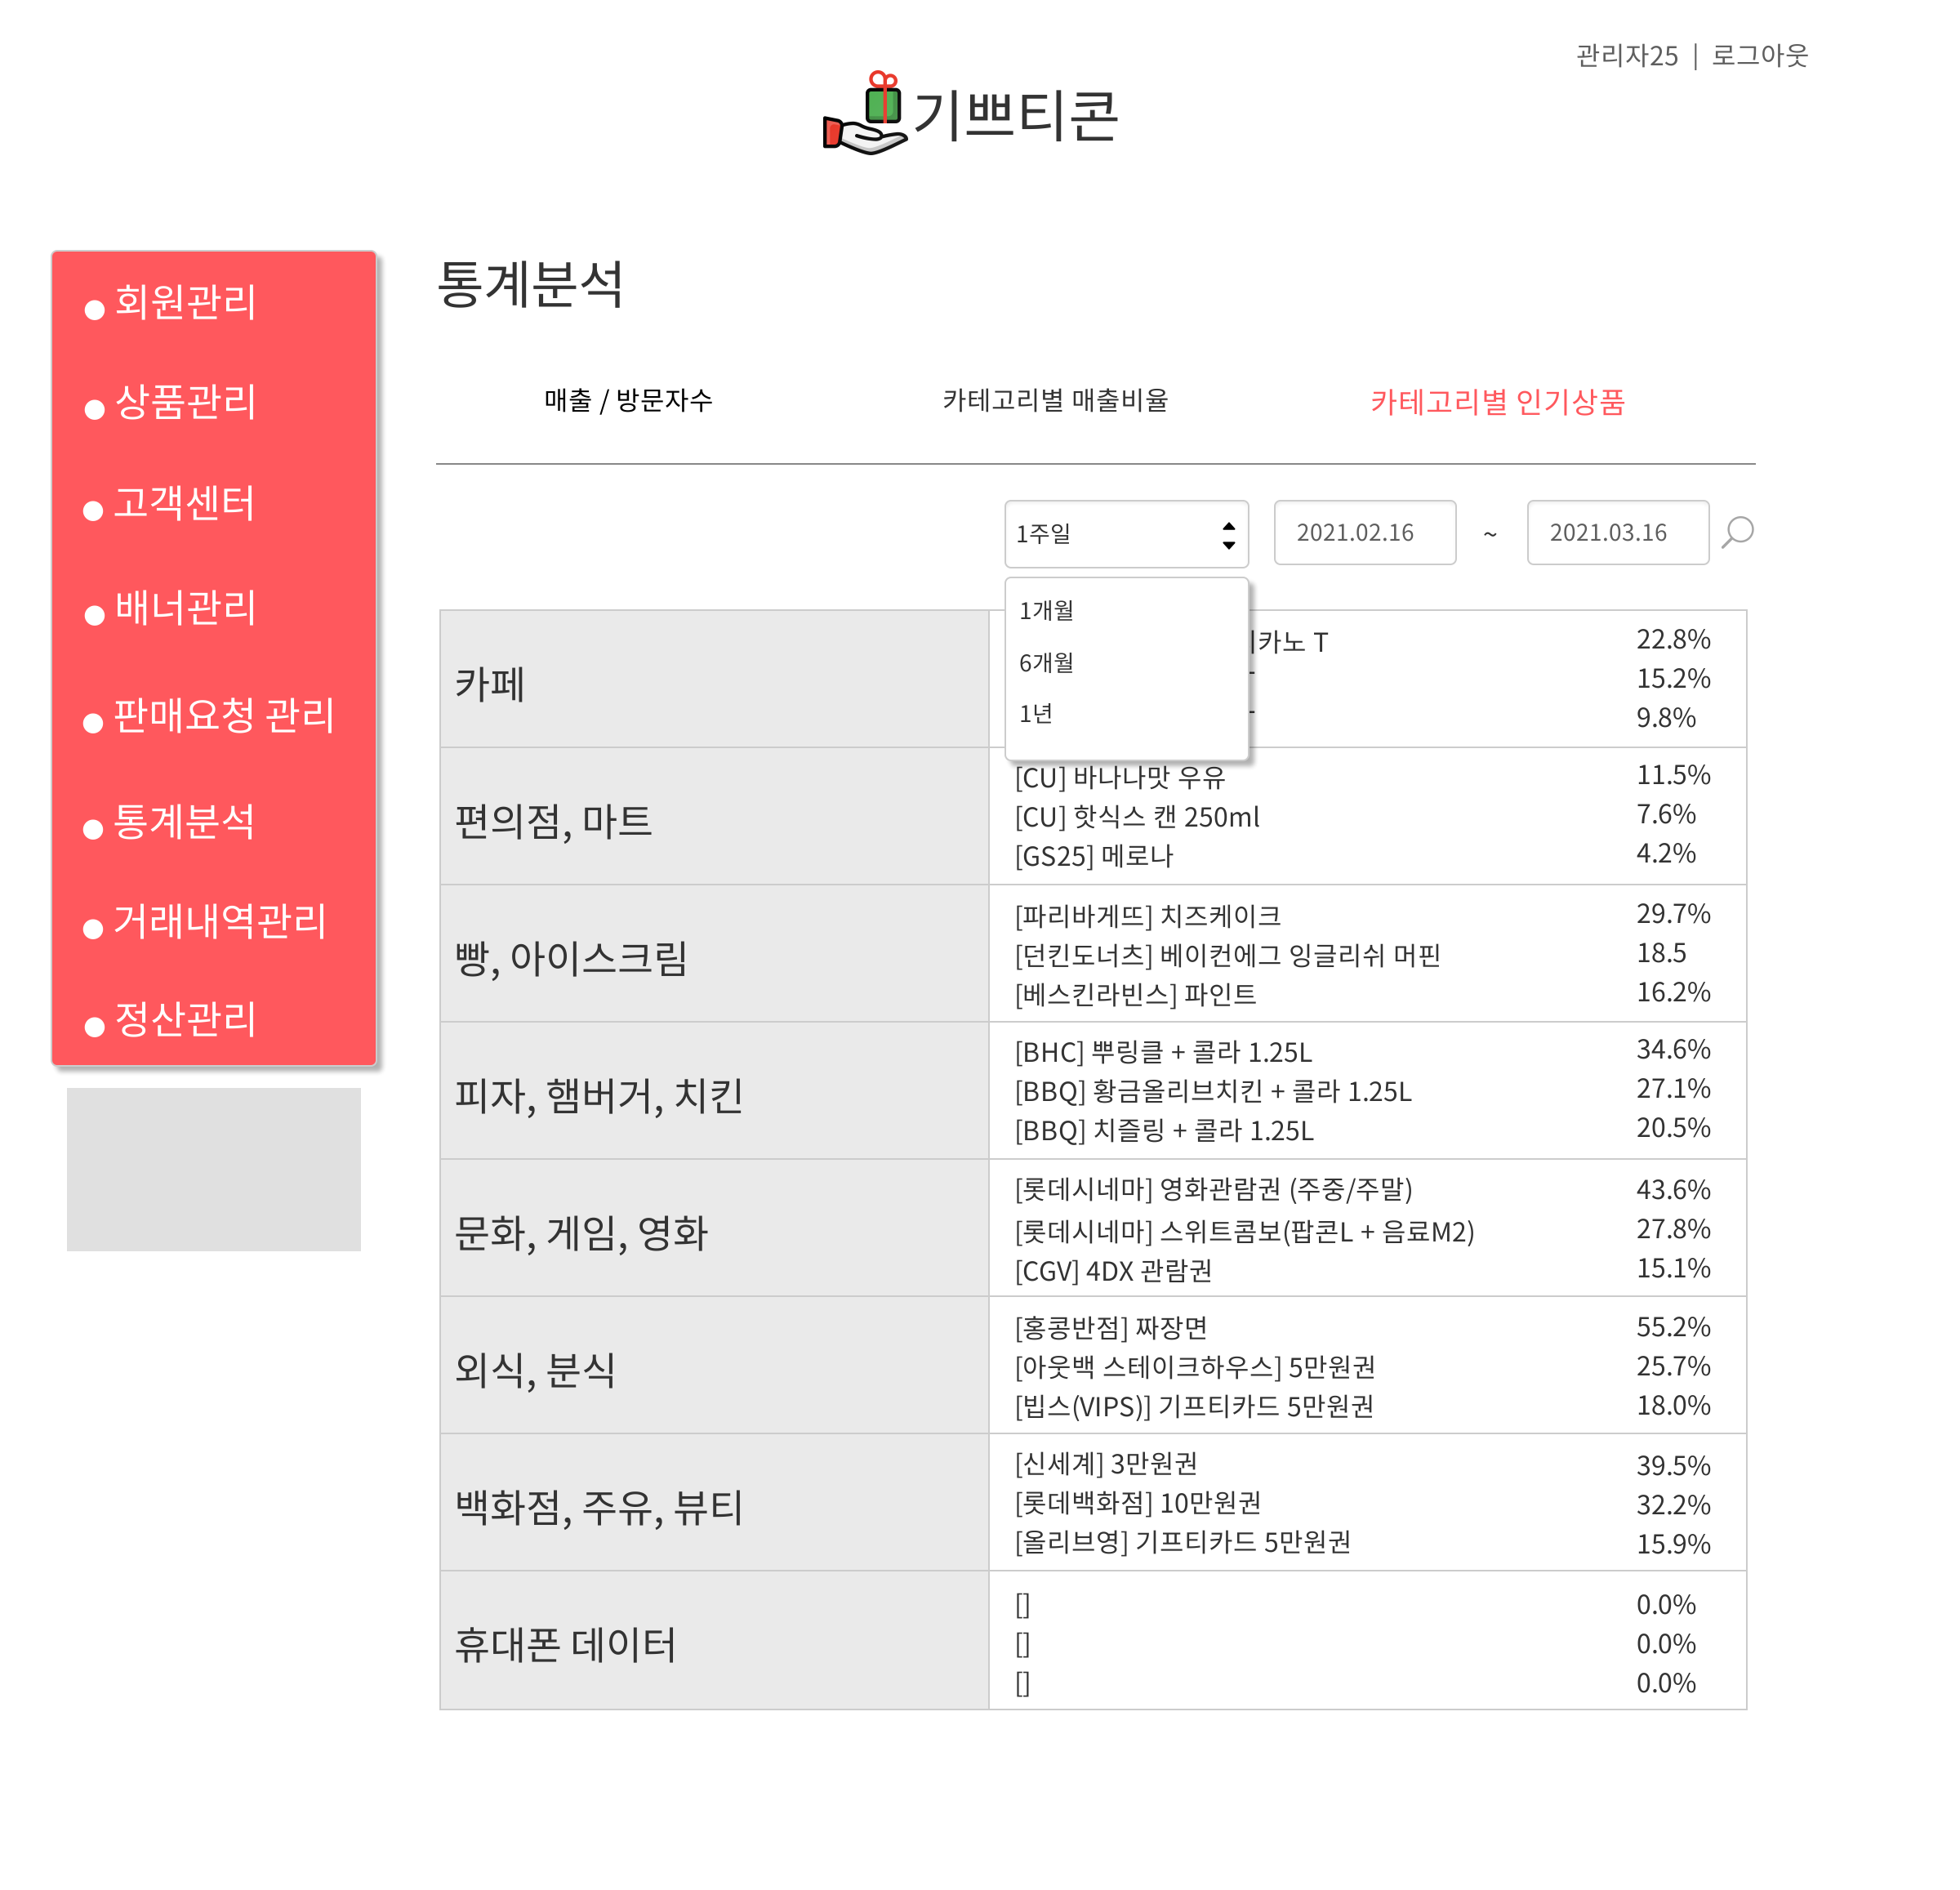 관리자25 | 로그아웃
기쁘티콘
회원관리
상품관리
고객센터
배너관리
판매요청 관리
통계분석
거래내역관리
정산관리
통계분석
매출 / 방문자수
카테고리별 매출비율
카테고리별 인기상품
1주일
2021.02.16 ~ 2021.03.16
1개월
6개월
1년
카페
카노 T 22.8%
15.2%
9.8%
편의점, 마트
[CU] 바나나맛 우유 11.5%
[CU] 핫식스 캔 250ml 7.6%
[GS25] 메로나 4.2%
빵, 아이스크림
[파리바게뜨] 치즈케이크 29.7%
[던킨도너츠] 베이컨에그 잉글리쉬 머핀 18.5
[베스킨라빈스] 파인트 16.2%
피자, 햄버거, 치킨
[BHC] 뿌링클 + 콜라 1.25L 34.6%
[BBQ] 황금올리브치킨 + 콜라 1.25L 27.1%
[BBQ] 치즐링 + 콜라 1.25L 20.5%
문화, 게임, 영화
[롯데시네마] 영화관람권 (주중/주말) 43.6%
[롯데시네마] 스위트콤보(팝콘L + 음료M2) 27.8%
[CGV] 4DX 관람권 15.1%
외식, 분식
[홍콩반점] 짜장면 55.2%
[아웃백 스테이크하우스] 5만원권 25.7%
[빕스(VIPS)] 기프티카드 5만원권 18.0%
백화점, 주유, 뷰티
[신세계] 3만원권 39.5%
[롯데백화점] 10만원권 32.2%
[올리브영] 기프티카드 5만원권 15.9%
휴대폰 데이터
[] 0.0%
[] 0.0%
[] 0.0%